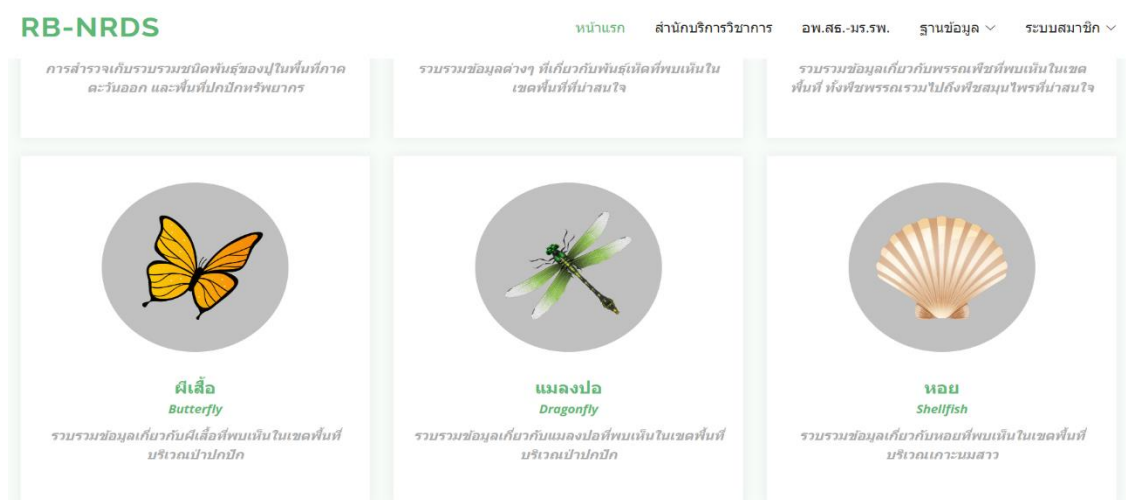 RB-NRDS
หน้าแรก สำนักบริการวิชาการ อพ.สธ.-มร.รพ. ฐานข้อมูล ระบบสมาชิก
การสำรวจเก็บรวบรวมชนิดพันธุ์ของปูในพื้นที่ภาค
ตะวันออก และพื้นที่ปกปักทรัพยากร
รวบรวมข้อมูลต่างๆ ที่เกี่ยวกับพันธุ์เห็ดที่พบเห็นใน
เขตพื้นที่ที่น่าสนใจ
รวบรวมข้อมูลเกี่ยวกับพรรณพืชที่พบเห็นในเขต
พื้นที่ ทั้งพืชพรรณรวมไปถึงพืชสมุนไพรที่น่าสนใจ
ผีเสื้อ
Butterfly
รวบรวมข้อมูลเกี่ยวกับผีเสื้อที่พบเห็นในเขตพื้นที่
บริเวณป่าปกปัก
แมลงปอ
Dragonfly
รวบรวมข้อมูลเกี่ยวกับแมลงปอที่พบเห็นในเขตพื้นที่
บริเวณป่าปกปัก
หอย
Shellfish
รวบรวมข้อมูลเกี่ยวกับหอยที่พบเห็นในเขตพื้นที่
บริเวณเกาะนมสาว